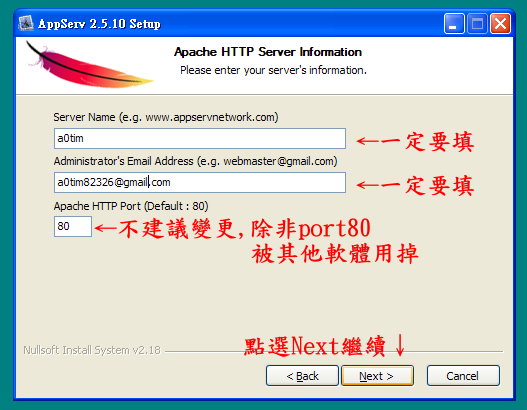 AppServ 2.5.10 Setup
Apache HTTP Server Information
Please enter your server's information.
Server Name (e.g. www.appservnetwork.com)
a0tim
←一定要填
Administrator's Email Address (e.g. webmaster@gmail.com)
a0tim82326@gmail.com
←一定要填
Apache HTTP Port (Default : 80)
80
←不建議變更,除非port80
被其他軟體用掉
點選Next繼續↓
Nullsoft Install System v2.18
< Back
Next >
Cancel